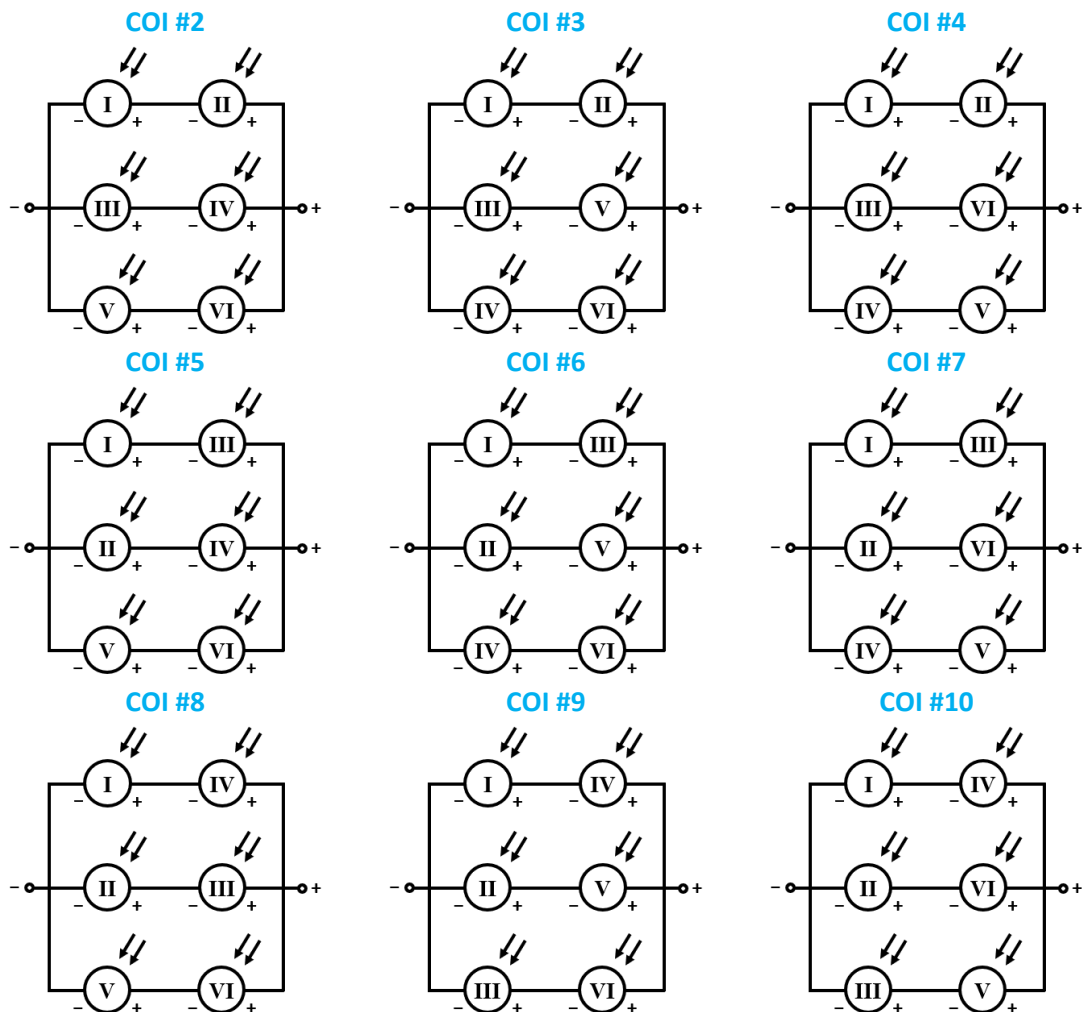 COI #2 COI #3 COI #4
I II I II I II
− + − + − + − + − + − +
− III IV + − III V + − III VI +
− + − + − + − + − + − +
V VI IV VI IV V
− + − + − + − + − + − +
COI #5 COI #6 COI #7
I III I III I III
− + − + − + − + − + − +
− II IV + − II V + − II VI +
− + − + − + − + − + − +
V VI IV VI IV V
− + − + − + − + − + − +
COI #8 COI #9 COI #10
I IV I IV I IV
− + − + − + − + − + − +
− II III + − II V + − II VI +
− + − + − + − + − + − +
V VI III VI III V
− + − + − + − + − + − +